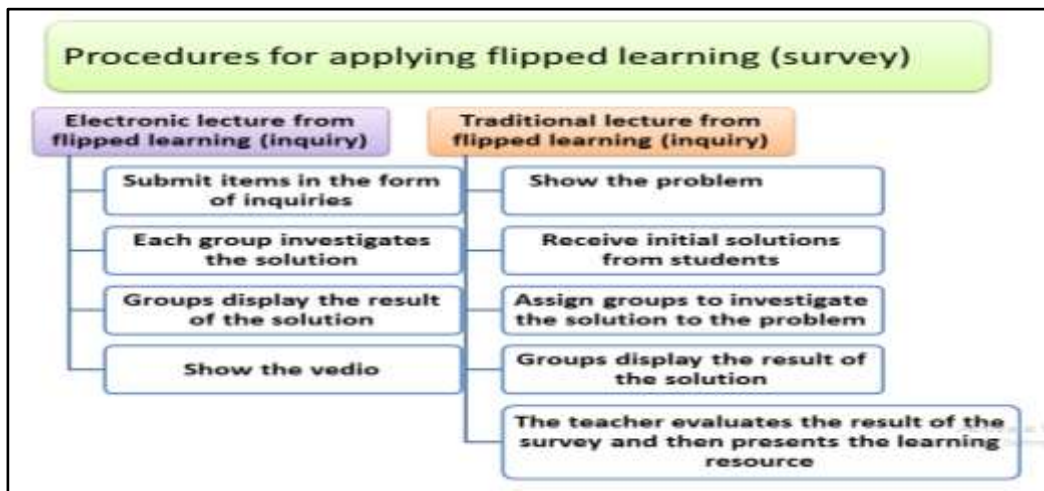 Procedures for applying flipped learning (survey)
Electronic lecture from
flipped learning (inquiry)
Submit items in the form
of inquiries
Each group investigates
the solution
Groups display the result
of the solution
Show the vedio
Traditional lecture from
flipped learning (inquiry)
Show the problem
Receive initial solutions
from students
Assign groups to investigate
the solution to the problem
Groups display the result of
the solution
The teacher evaluates the result of the
survey and then presents the learning
resource